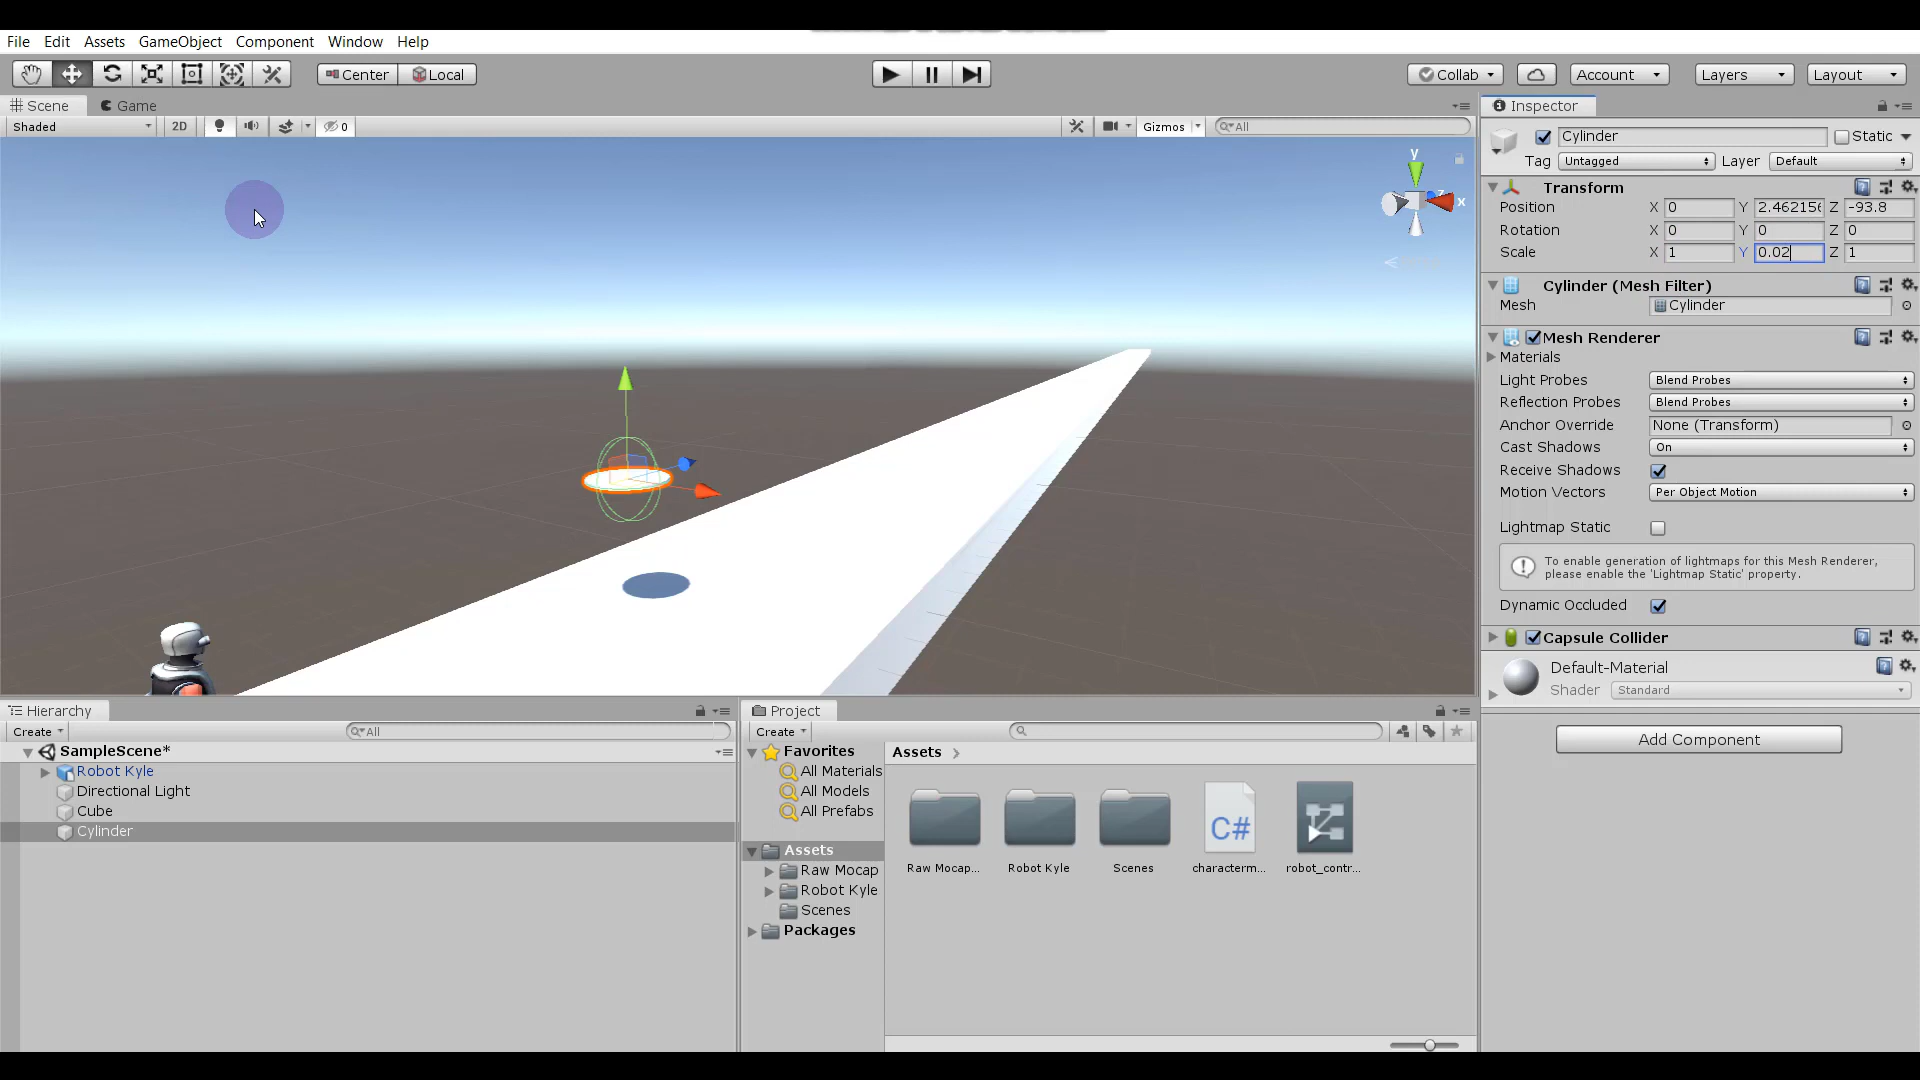 File Edit Assets GameObject Component Window Help
Center Local Collab Account Layers Layout
Scene Game
Shaded 2D 0 Gizmos All
y
x
Inspector
Cylinder Static
Tag Untagged Layer Default
Transform
Position X 0 Y 2.462156 Z -93.8
Rotation X 0 Y 0 Z 0
Scale X 1 Y 0.02 Z 1
Cylinder (Mesh Filter)
Mesh Cylinder
Mesh Renderer
Materials
Light Probes Blend Probes
Reflection Probes Blend Probes
Anchor Override None (Transform)
Cast Shadows On
Receive Shadows
Motion Vectors Per Object Motion
Lightmap Static
To enable generation of lightmaps for this Mesh Renderer,
please enable the 'Lightmap Static' property.
Dynamic Occluded
Capsule Collider
Default-Material
Shader Standard
Add Component
Hierarchy
Create All
SampleScene*
Robot Kyle
Directional Light
Cube
Cylinder
Project
Create
Favorites
All Materials
All Models
All Prefabs
Assets
Raw Mocap
Robot Kyle
Scenes
Packages
Assets
C#
Raw Mocap... Robot Kyle Scenes characterm... robot_contr...